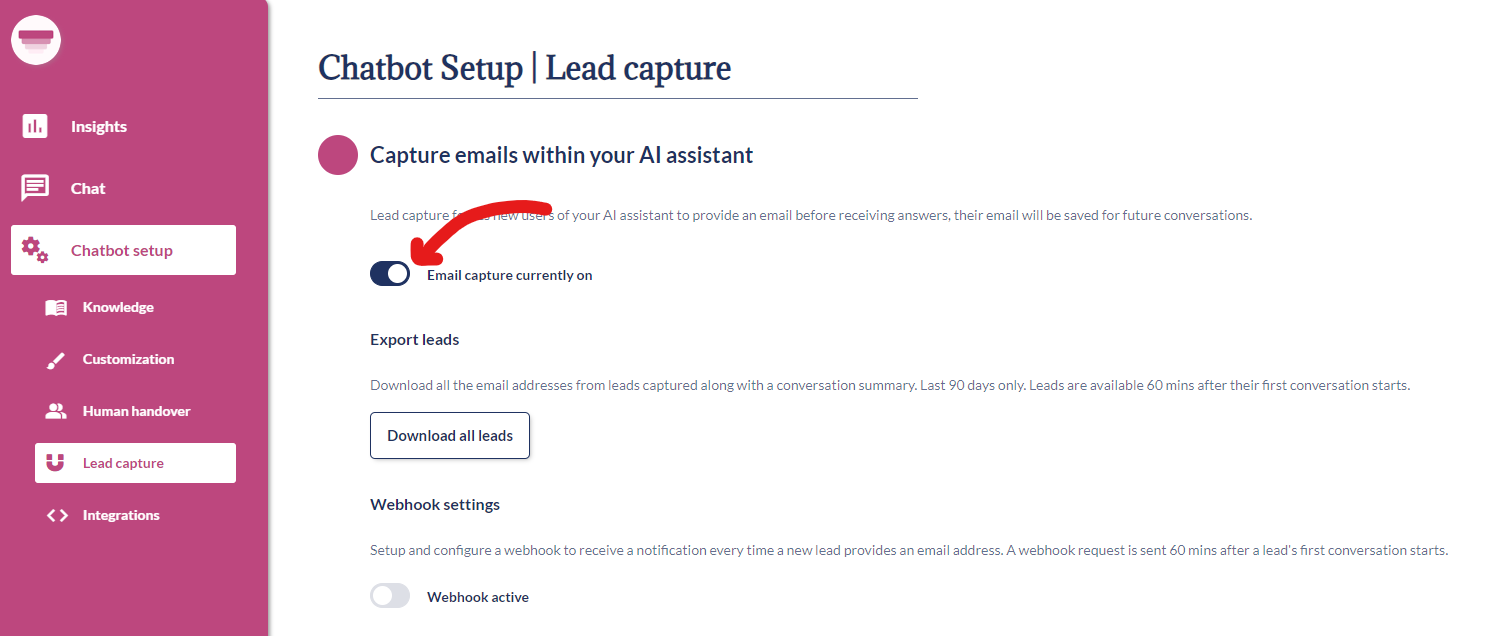 Insights
Chat
Chatbot setup
Knowledge
Customization
Human handover
Lead capture
Integrations
Chatbot Setup | Lead capture
Capture emails within your AI assistant
Lead capture new users of your AI assistant to provide an email before receiving answers, their email will be saved for future conversations.
Email capture currently on
Export leads
Download all the email addresses from leads captured along with a conversation summary. Last 90 days only. Leads are available 60 mins after their first conversation starts.
Download all leads
Webhook settings
Setup and configure a webhook to receive a notification every time a new lead provides an email address. A webhook request is sent 60 mins after a lead's first conversation starts.
Webhook active